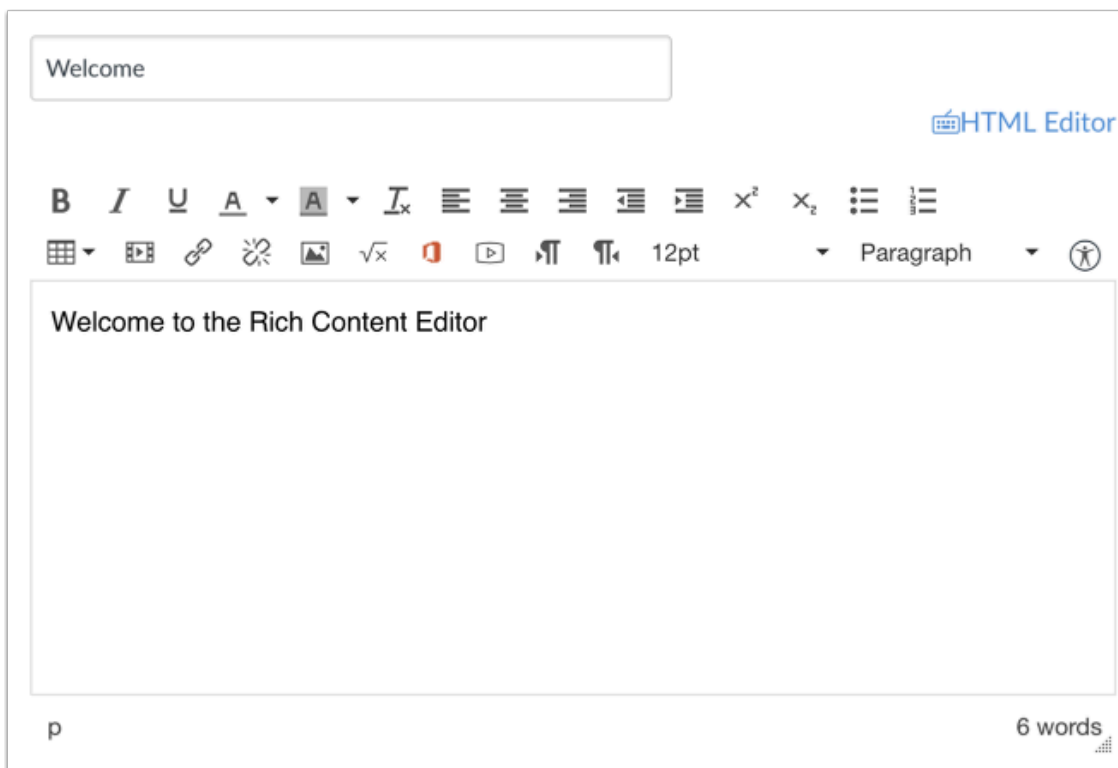 Welcome
HTML Editor
12pt Paragraph
Welcome to the Rich Content Editor
p 6 words